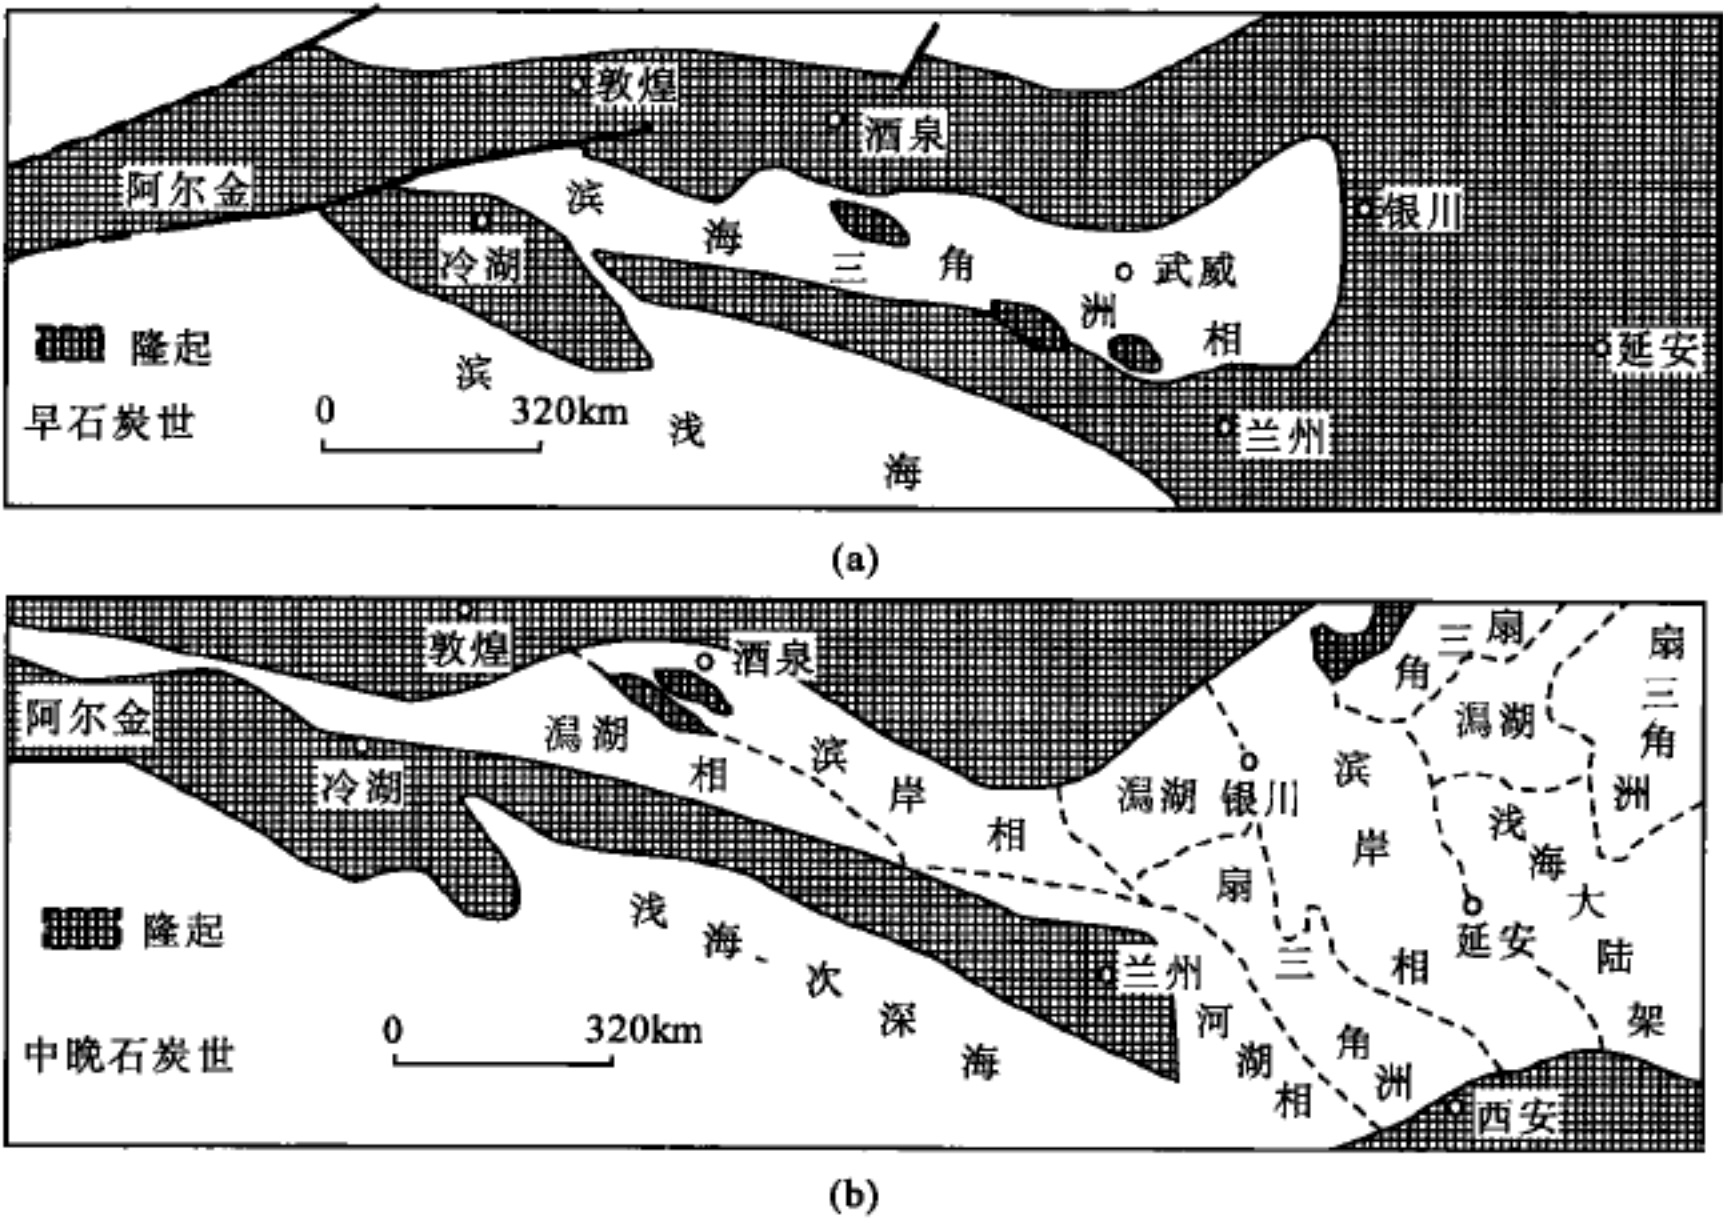 敦煌
酒泉
阿尔金
滨海三角洲相
银川
冷湖
武威
隆起
延安
滨浅海
早石炭世
0 320km
兰州
(a)
敦煌
酒泉
阿尔金
潟湖相
滨岸相
冷湖
潟湖
银川
扇三角洲
滨岸相
扇三角
潟湖
扇三角洲
浅海大陆架
延安
隆起
浅海-次深海
兰州
河湖相
中晚石炭世
0 320km
西安
(b)